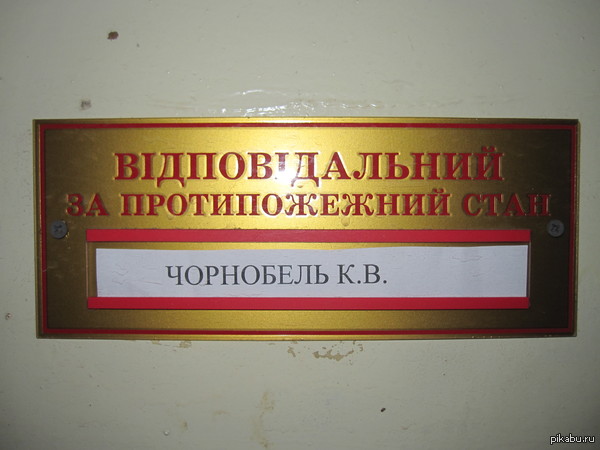 ВІДПОВІДАЛЬНИЙ
ЗА ПРОТИПОЖЕЖНИЙ СТАН
ЧОРНОБЕЛЬ К.В.
pikabu.ru